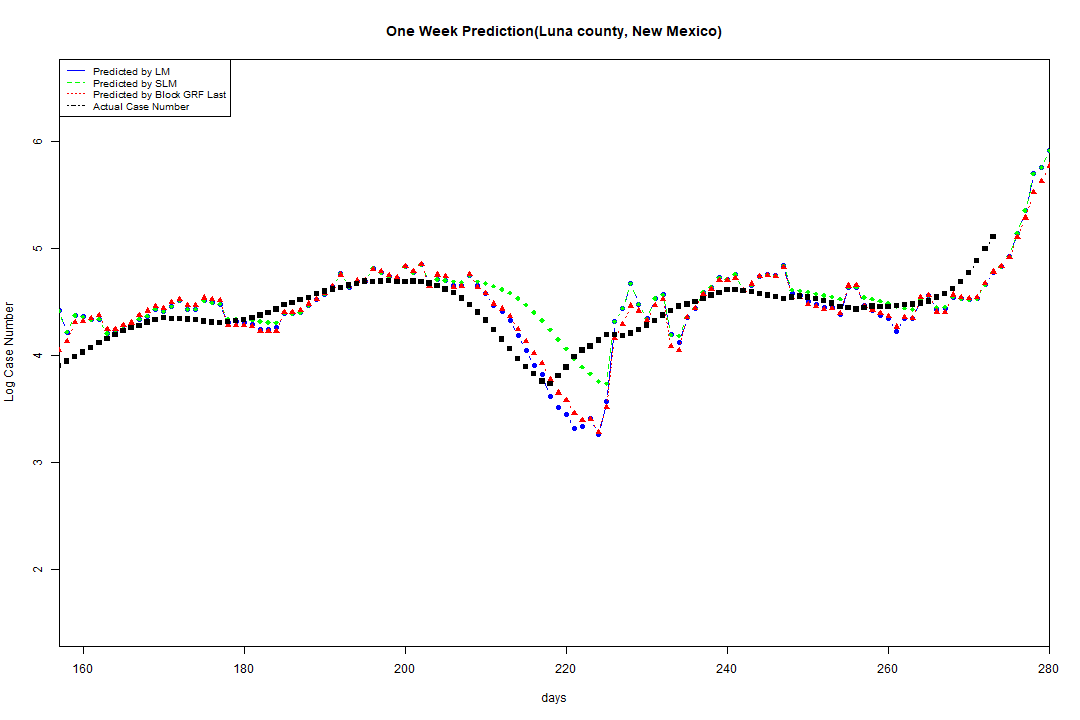 One Week Prediction(Luna county, New Mexico)
Predicted by LM
Predicted by SLM
Predicted by Block GRF Last
Actual Case Number
6
5
4
3
2
Log Case Number
160 180 200 220 240 260 280
days